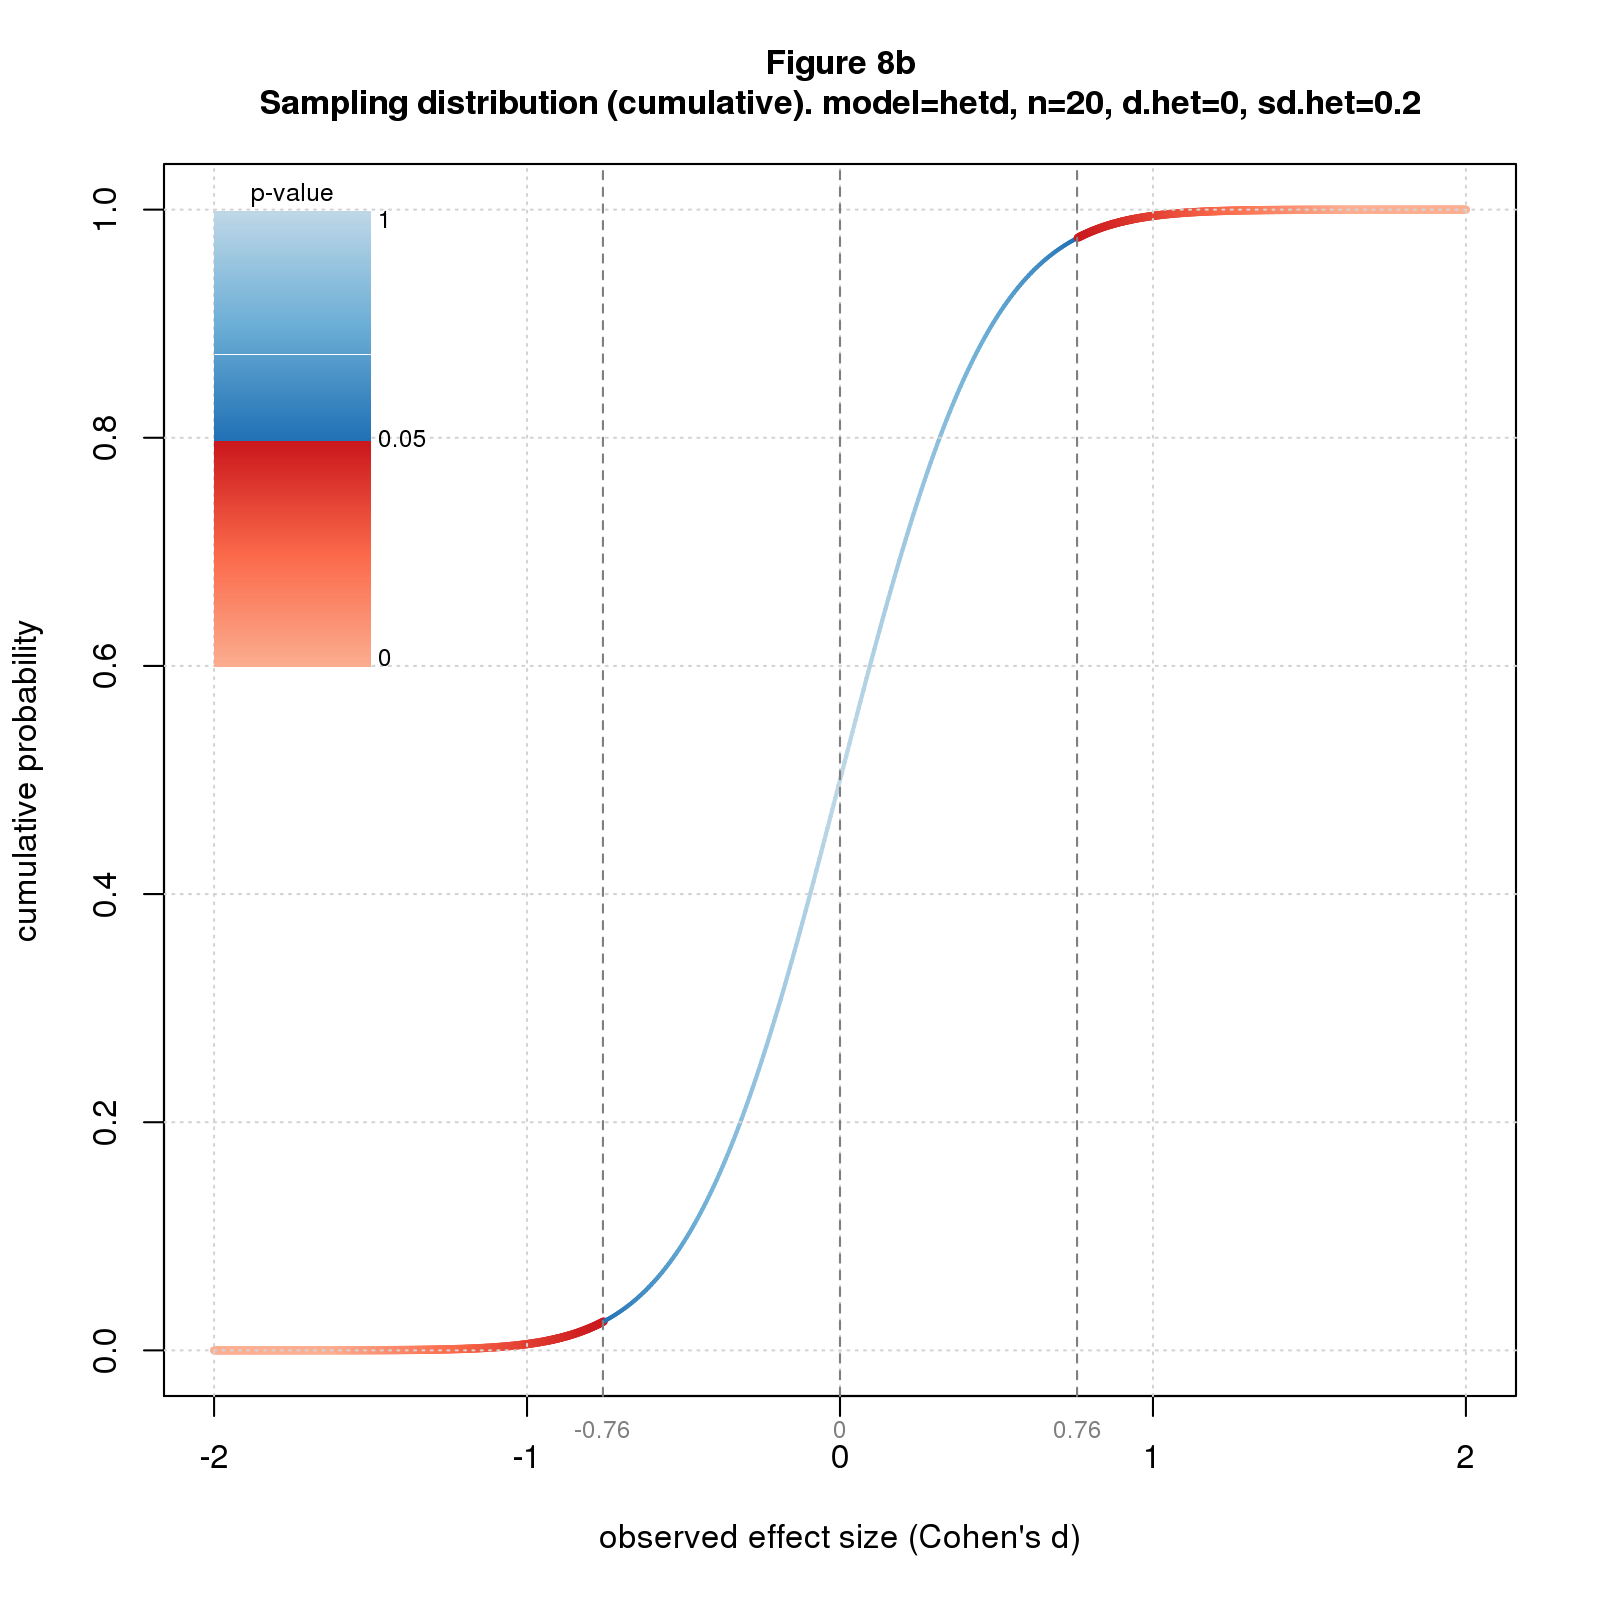 Figure 8b
Sampling distribution (cumulative). model=hetd, n=20, d.het=0, sd.het=0.2
p-value
1
0.05
0
cumulative probability
1.0
0.8
0.6
0.4
0.2
0.0
-0.76 0 0.76
-2 -1 0 1 2
observed effect size (Cohen's d)